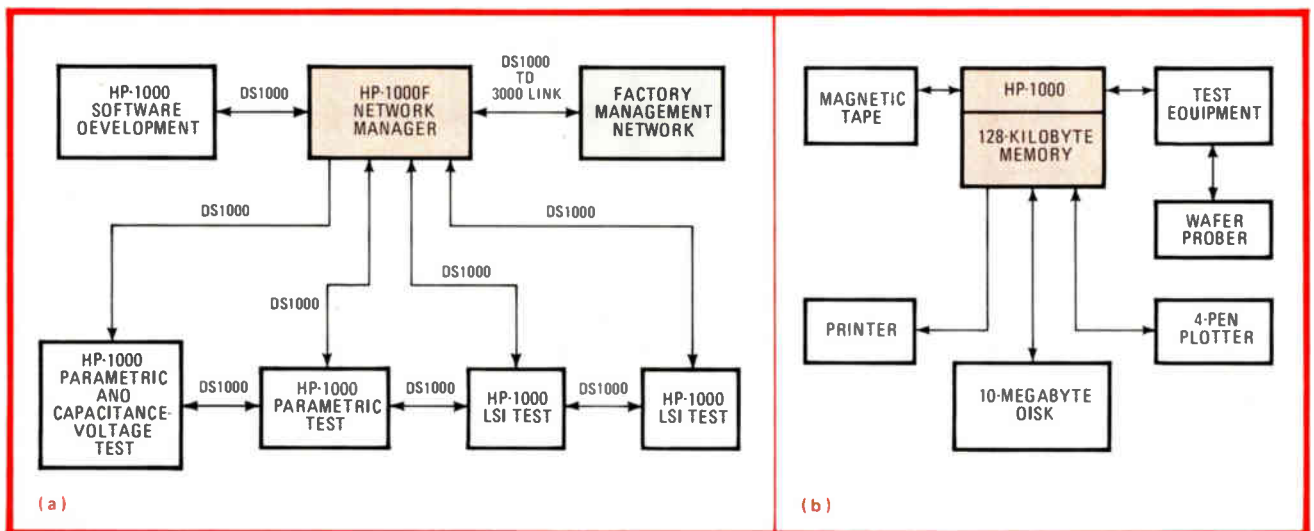 HP-1000
SOFTWARE
DEVELOPMENT
DS1000
HP-1000F
NETWORK
MANAGER
DS1000
TD
3000 LINK
FACTORY
MANAGEMENT
NETWORK
DS1000
DS1000
DS1000
DS1000
HP-1000
PARAMETRIC
AND
CAPACITANCE-
VOLTAGE
TEST
DS1000
HP-1000
PARAMETRIC
TEST
DS1000
HP-1000
LSI TEST
DS1000
HP-1000
LSI TEST
(a)
MAGNETIC
TAPE
HP-1000
128-KILOBYTE
MEMORY
TEST
EQUIPMENT
WAFER
PROBER
PRINTER
4-PEN
PLOTTER
10-MEGABYTE
OISK
(b)